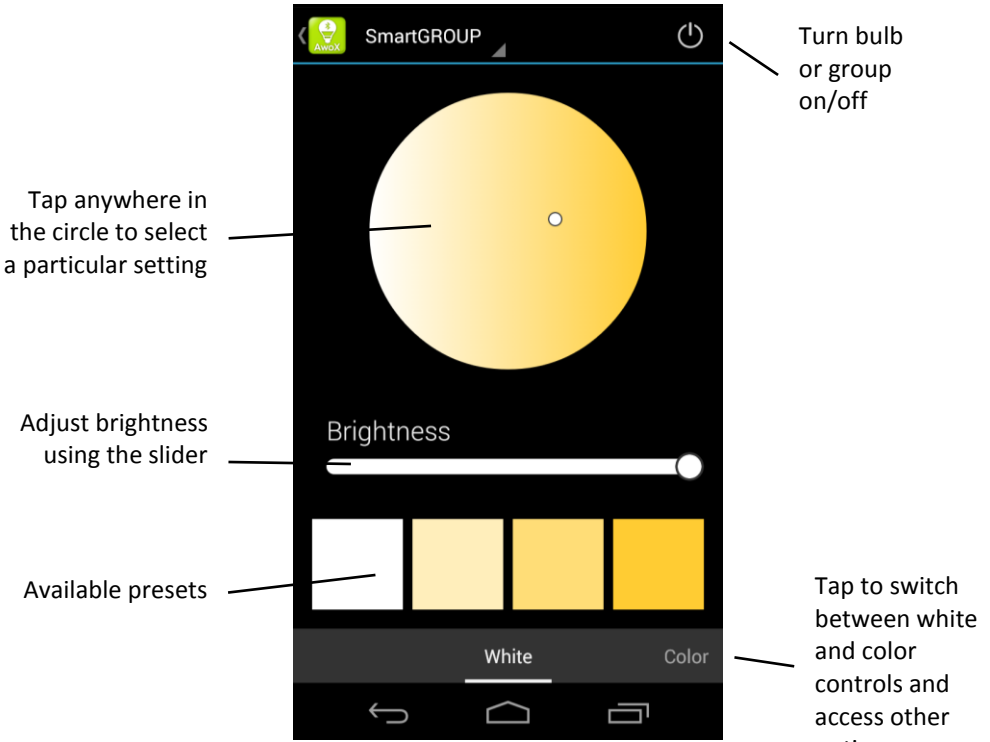 AwoX
SmartGROUP
Turn bulb
or group
on/off
Tap anywhere in
the circle to select
a particular setting
Adjust brightness
using the slider
Brightness
Available presets
White
Color
Tap to switch
between white
and color
controls and
access other